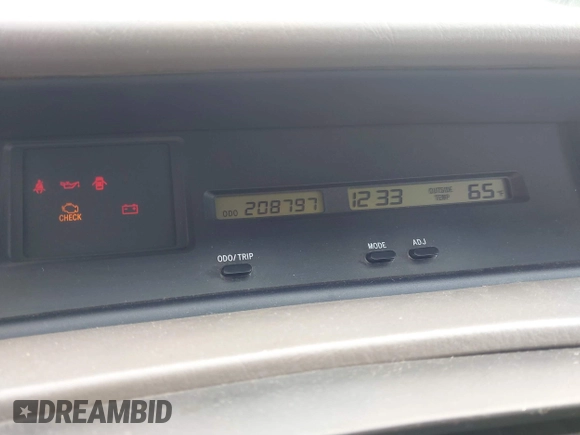 CHECK
ODO 208797
12:33 OUTSIDE TEMP 65 °F
ODO/TRIP
MODE
ADJ
DREAMBID